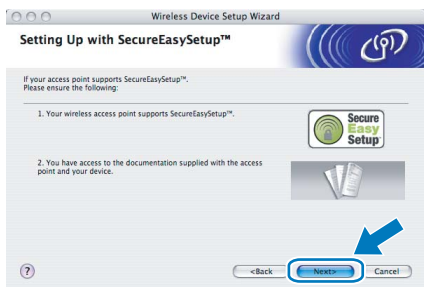 Wireless Device Setup Wizard
Setting Up with SecureEasySetup™
If your access point supports SecureEasySetup™.
Please ensure the following:
1. Your wireless access point supports SecureEasySetup™.
Secure
Easy
Setup
2. You have access to the documentation supplied with the access
point and your device.
?
<Back
Next>
Cancel